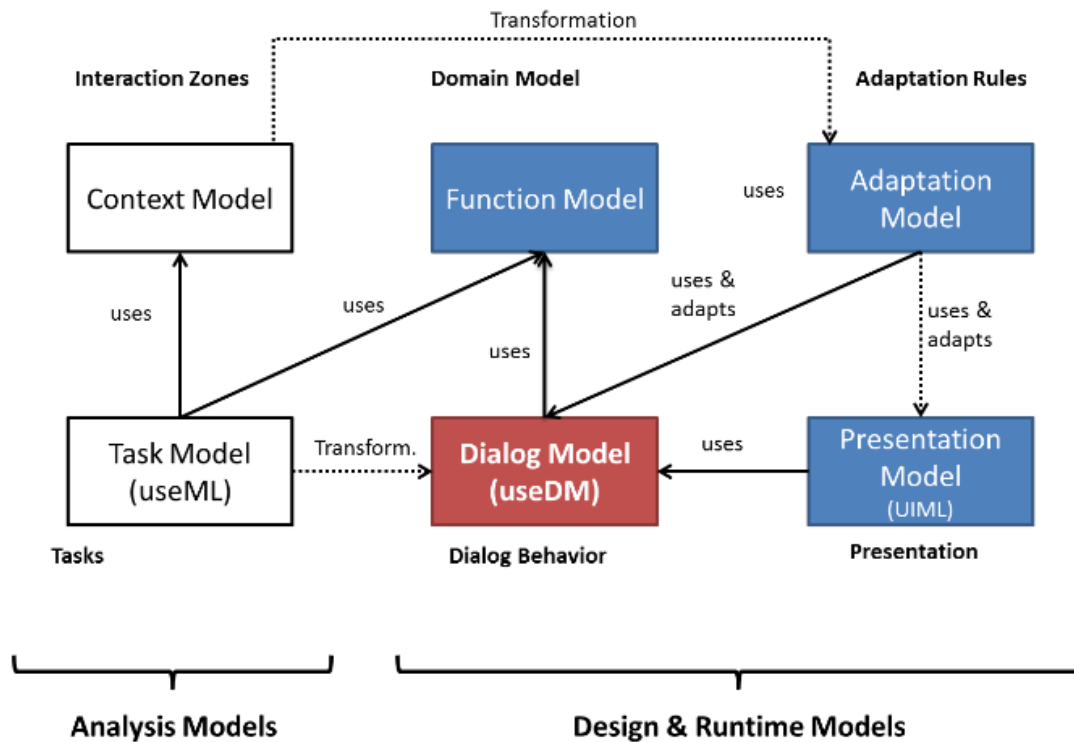 Transformation
Interaction Zones
Domain Model
Adaptation Rules
Context Model
Function Model
uses
Adaptation
Model
uses
uses
uses &
adapts
uses &
adapts
uses
Task Model
(useML)
Transform.
Dialog Model
(useDM)
uses
Presentation
Model
(UIML)
Tasks
Dialog Behavior
Presentation
Analysis Models
Design & Runtime Models